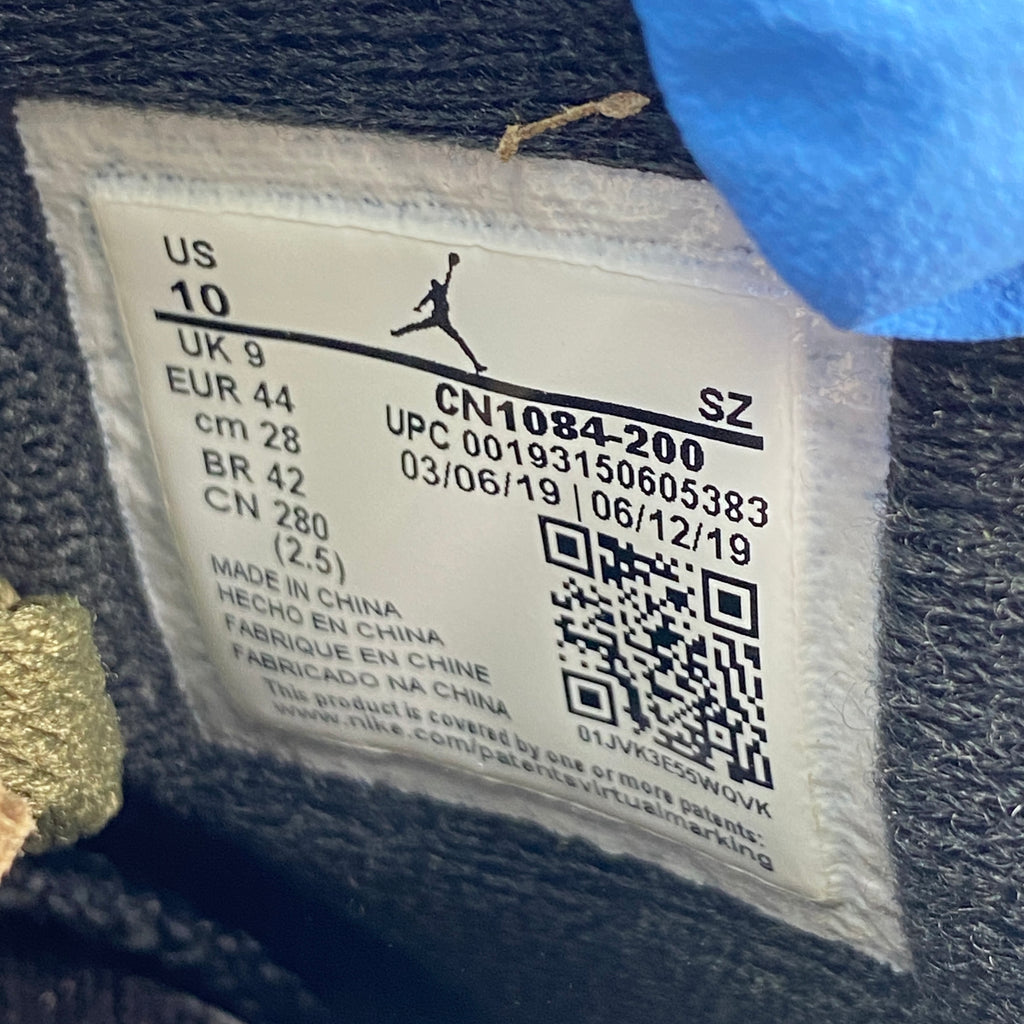 US
10
UK 9
EUR 44
cm 28
BR 42
CN 280
(2.5)
SZ
CN1084-200
UPC 00193150605383
03/06/19 | 06/12/19
MADE IN CHINA
HECHO EN CHINA
FABRIQUE EN CHINE
FABRICADO NA CHINA
01JVK3E55WOVK
This product is covered by one or more patents:
www.nike.com/patentsvirtualmarking